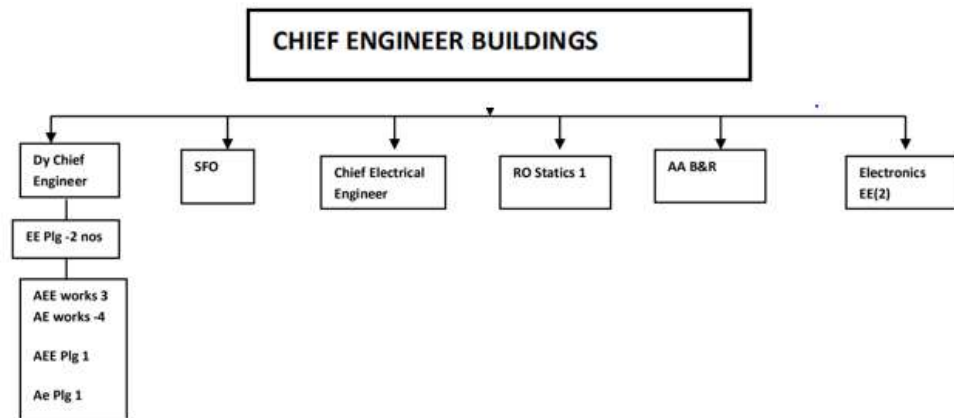 CHIEF ENGINEER BUILDINGS
Dy Chief
Engineer
SFO
Chief Electrical
Engineer
RO Statics 1
AA B&R
Electronics
EE(2)
EE Plg -2 nos
AEE works 3
AE works -4
AEE Plg 1
Ae Plg 1